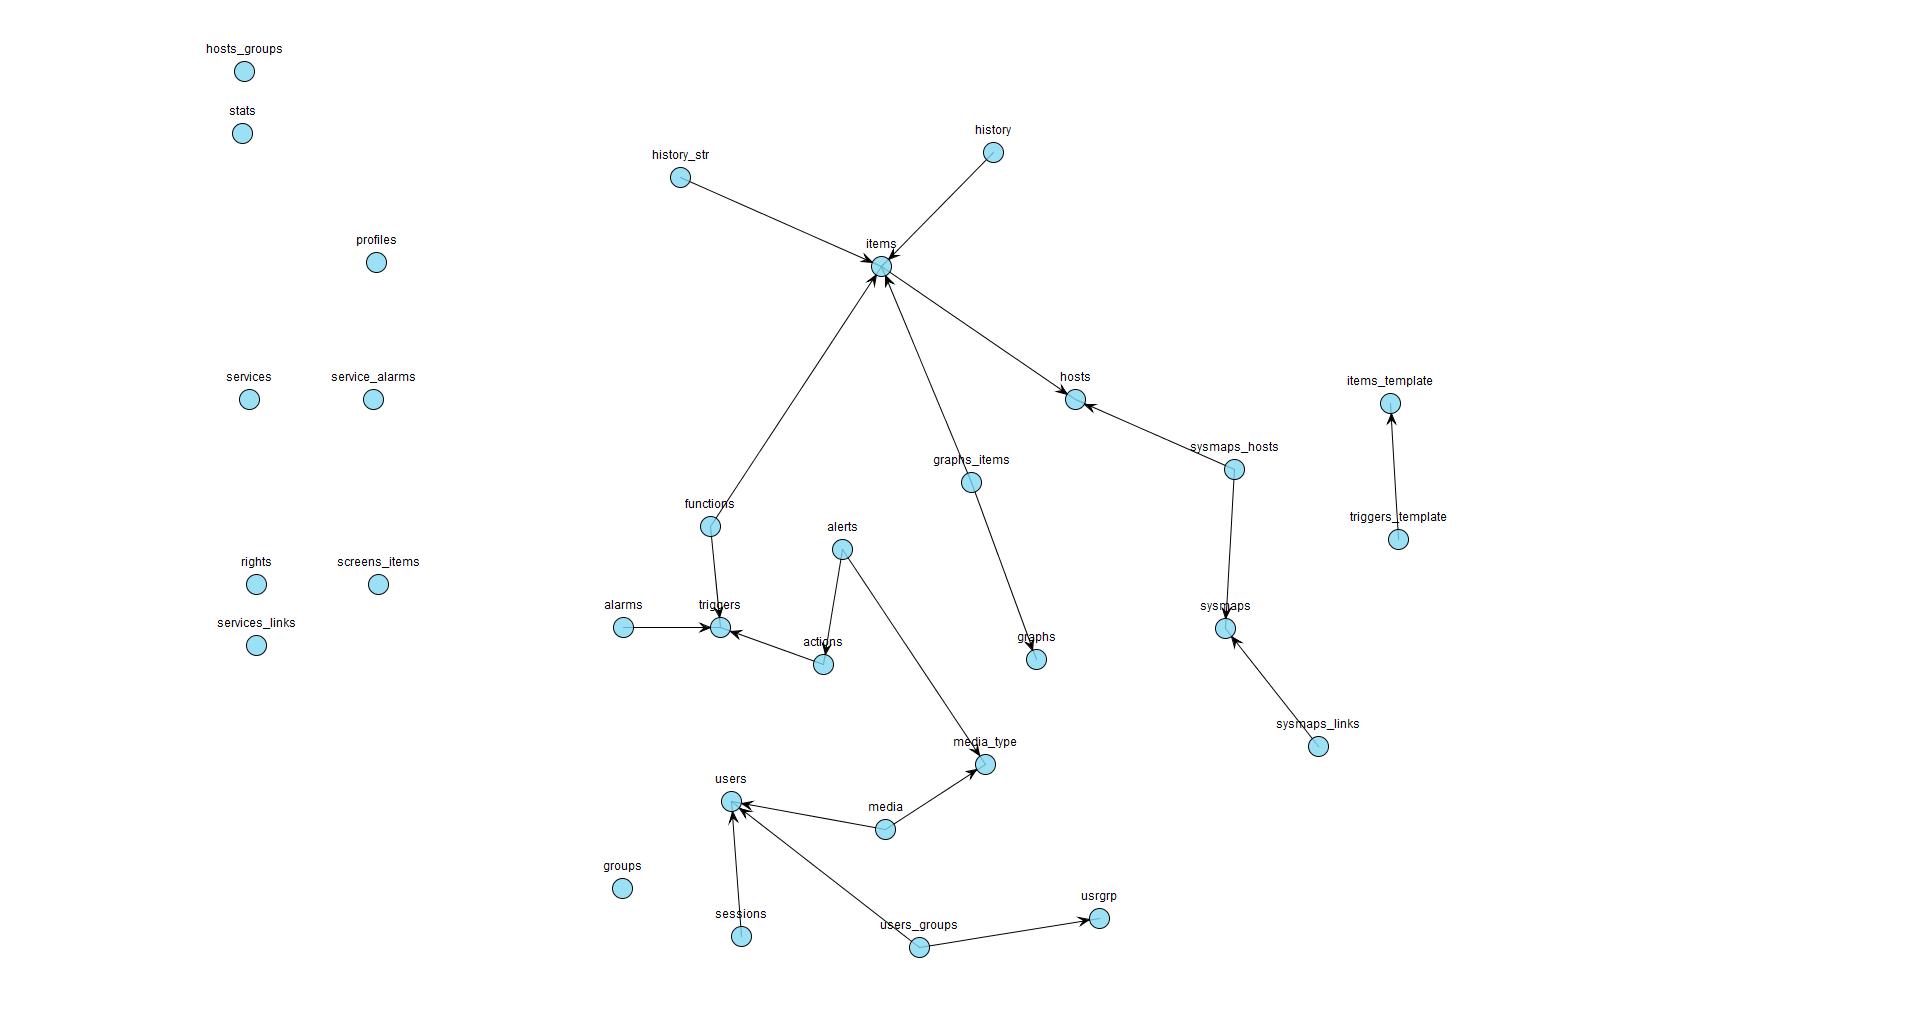 hosts_groups
stats
history
history_str
profiles
items
services
service_alarms
hosts
items_template
sysmaps_hosts
graphs_items
functions
triggers_template
alerts
rights
screens_items
alarms
triggers
sysmaps
services_links
graphs
actions
sysmaps_links
media_type
users
media
groups
usrgrp
sessions
users_groups